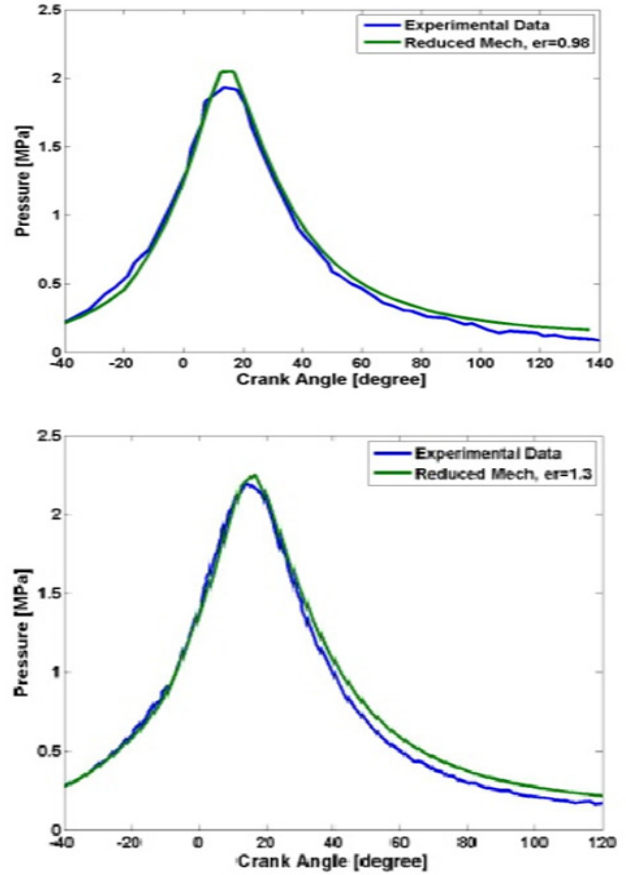 2.5
Experimental Data
Reduced Mech, er=0.98
2
1.5
1
0.5
0
Pressure [MPa]
-40 -20 0 20 40 60 80 100 120 140
Crank Angle [degree]
2.5
Experimental Data
Reduced Mech, er=1.3
2
1.5
1
0.5
0
Pressure [MPa]
-40 -20 0 20 40 60 80 100 120
Crank Angle [degree]